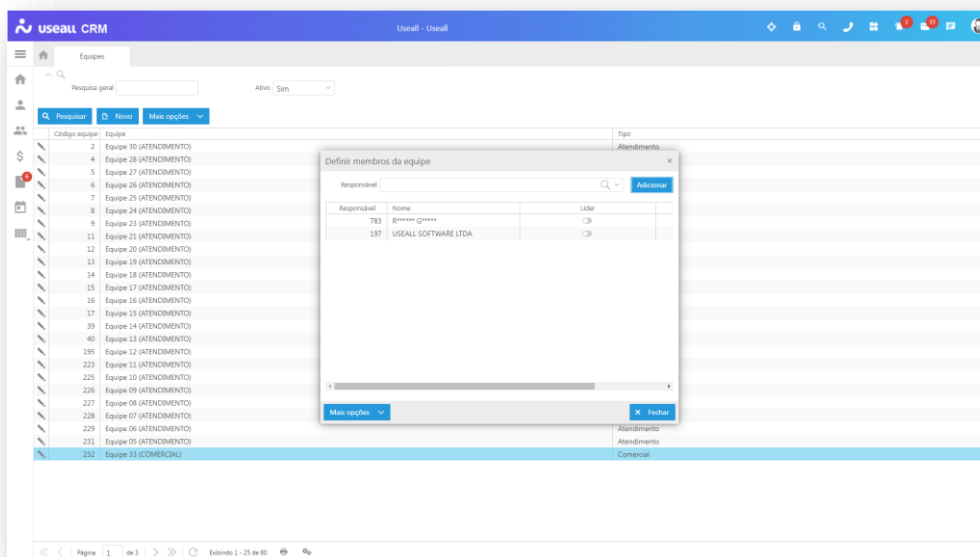 useall CRM
Useall - Useall
2
Equipes
Pesquisa geral
Ativo Sim
Pesquisar Novo Mais opções
Código equipe Equipe Tipo
2 Equipe 30 (ATENDIMENTO) Atendimento
4 Equipe 28 (ATENDIMENTO)
5 Equipe 27 (ATENDIMENTO)
6 Equipe 26 (ATENDIMENTO)
7 Equipe 25 (ATENDIMENTO)
8 Equipe 24 (ATENDIMENTO)
9 Equipe 23 (ATENDIMENTO)
11 Equipe 21 (ATENDIMENTO)
12 Equipe 20 (ATENDIMENTO)
13 Equipe 19 (ATENDIMENTO)
14 Equipe 18 (ATENDIMENTO)
15 Equipe 17 (ATENDIMENTO)
16 Equipe 16 (ATENDIMENTO)
17 Equipe 15 (ATENDIMENTO)
39 Equipe 14 (ATENDIMENTO)
40 Equipe 13 (ATENDIMENTO)
195 Equipe 12 (ATENDIMENTO)
223 Equipe 11 (ATENDIMENTO)
225 Equipe 10 (ATENDIMENTO)
226 Equipe 09 (ATENDIMENTO)
227 Equipe 08 (ATENDIMENTO)
228 Equipe 07 (ATENDIMENTO)
229 Equipe 06 (ATENDIMENTO) Atendimento
231 Equipe 05 (ATENDIMENTO) Atendimento
232 Equipe 33 (COMERCIAL) Comercial
Definir membros da equipe
Responsável
Adicionar
Responsável Nome Líder
783 R****** G*****
197 USEALL SOFTWARE LTDA
Mais opções
Fechar
Página 1 de 3 Exibindo 1 - 25 de 60